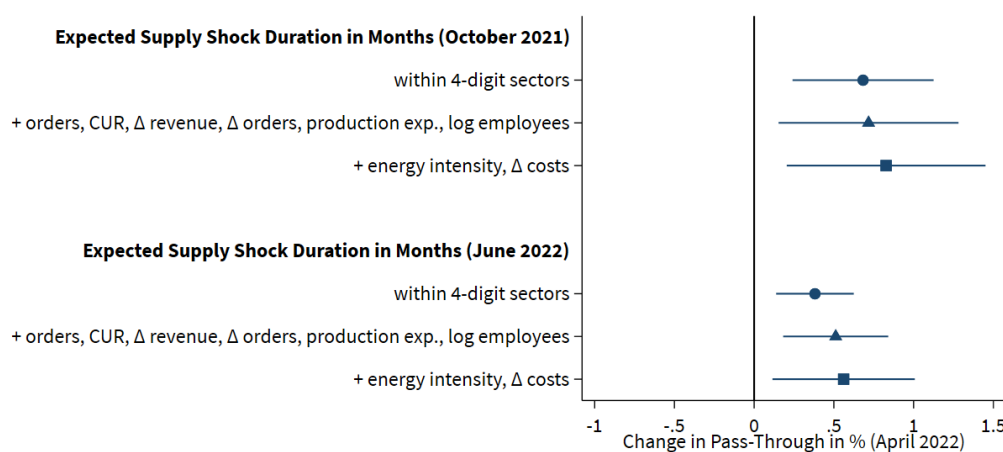 Expected Supply Shock Duration in Months (October 2021)
within 4-digit sectors
+ orders, CUR, Δ revenue, Δ orders, production exp., log employees
+ energy intensity, Δ costs
Expected Supply Shock Duration in Months (June 2022)
within 4-digit sectors
+ orders, CUR, Δ revenue, Δ orders, production exp., log employees
+ energy intensity, Δ costs
-1 -.5 0 .5 1 1.5
Change in Pass-Through in % (April 2022)